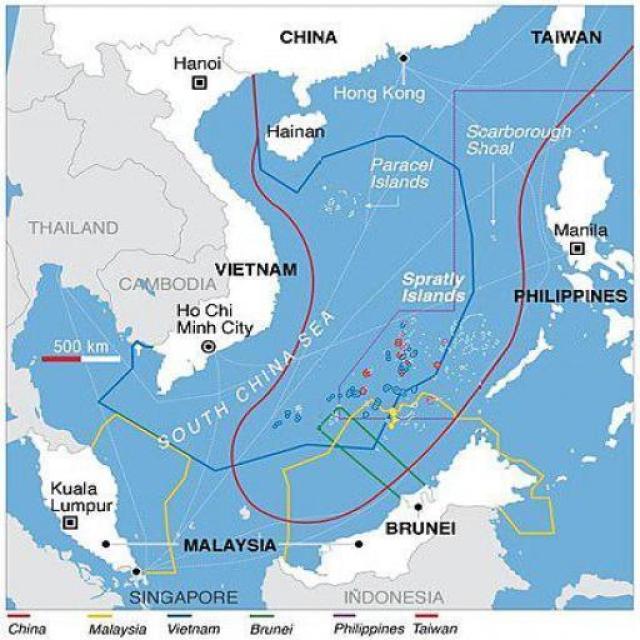 CHINA
TAIWAN
Hanoi
Hong Kong
Hainan
Scarborough
Shoal
Paracel
Islands
THAILAND
Manila
VIETNAM
CAMBODIA
Spratly
Islands
PHILIPPINES
Ho Chi
Minh City
500 km
SOUTH CHINA SEA
Kuala
Lumpur
BRUNEI
MALAYSIA
SINGAPORE
INDONESIA
China
Malaysia
Vietnam
Brunei
Philippines
Taiwan